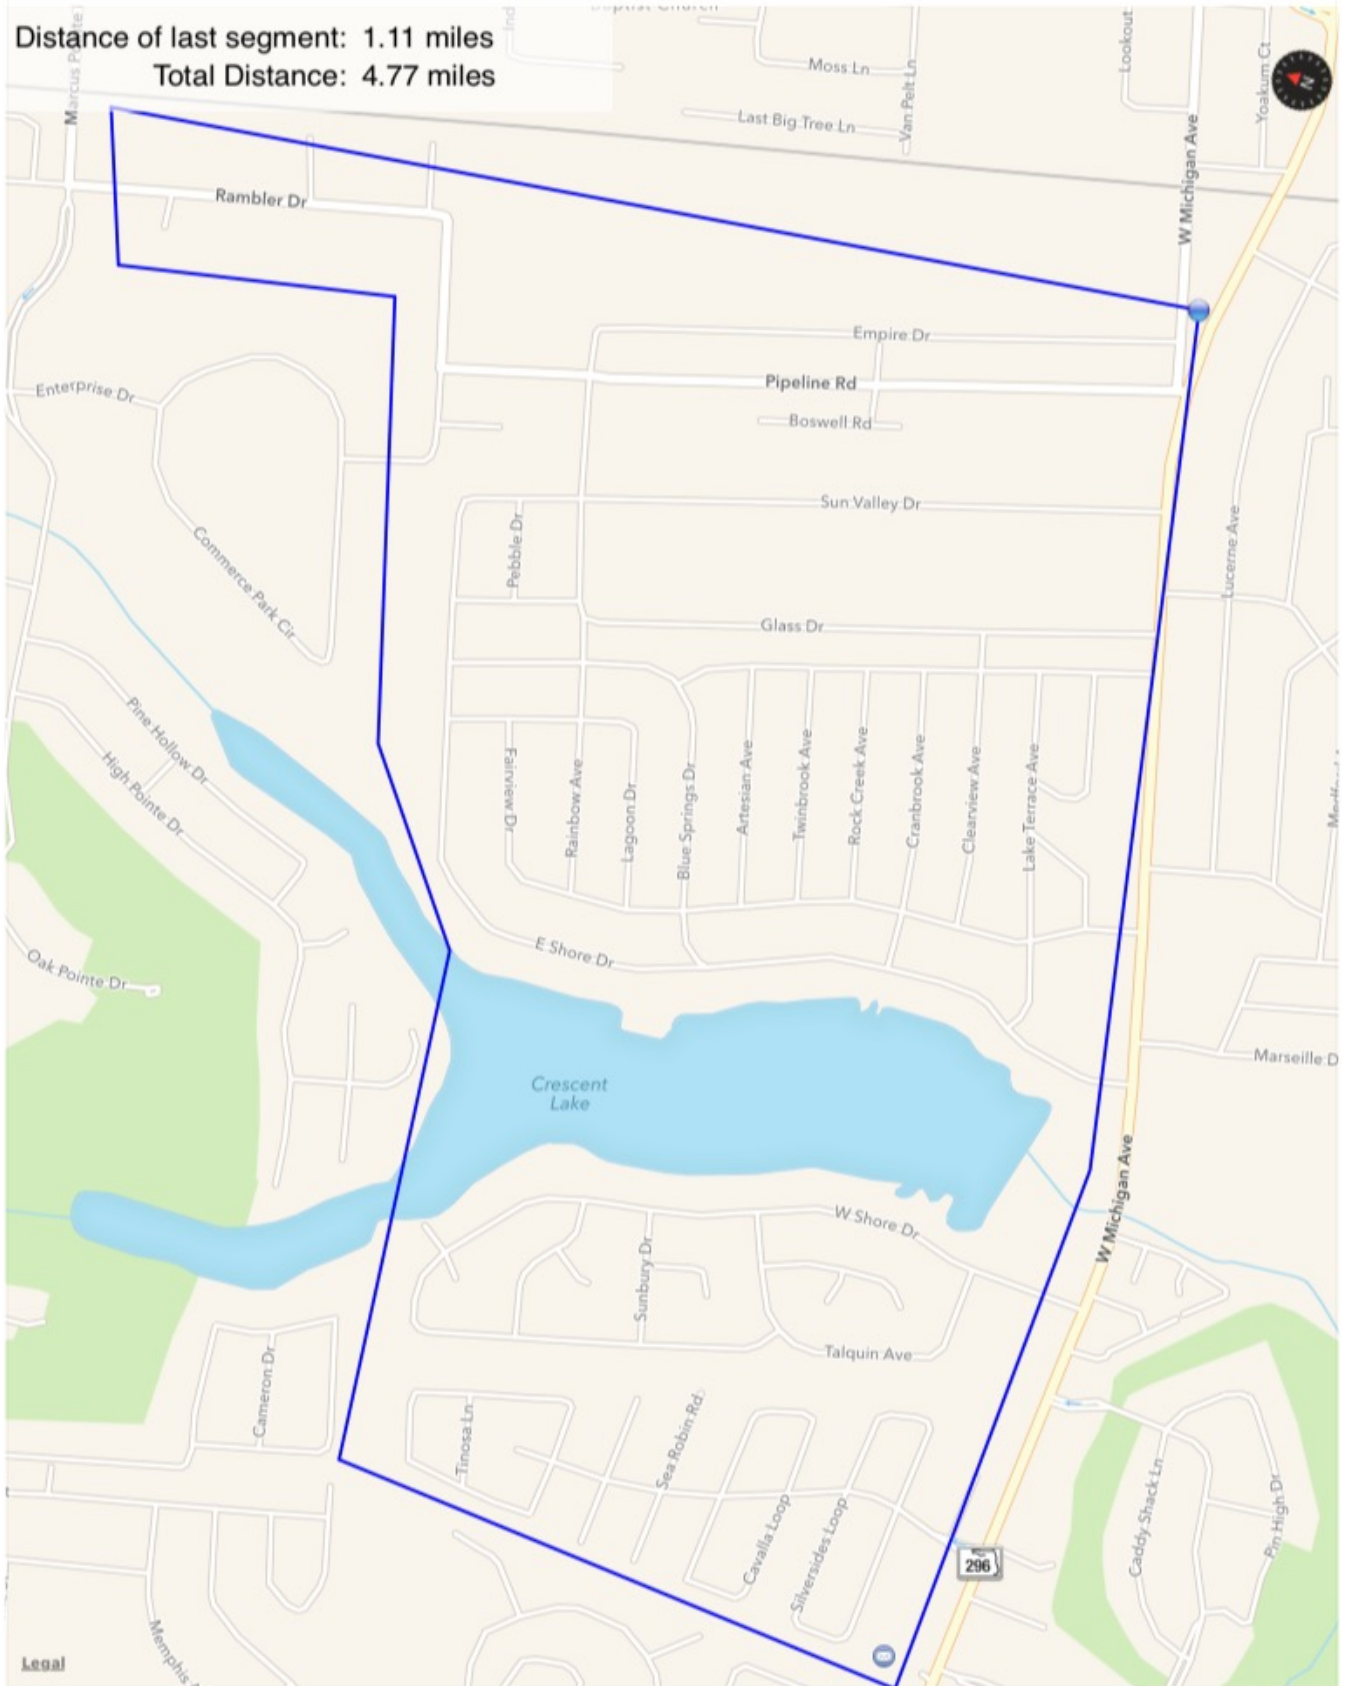 Distance of last segment: 1.11 miles
Total Distance: 4.77 miles
Baptist Church
Moss Ln
Van Pelt Ln
Last Big Tree Ln
Lookout
Yoakum Ct
N
W Michigan Ave
Rambler Dr
Empire Dr
Pipeline Rd
Boswell Rd
Enterprise Dr
Sun Valley Dr
Pebble Dr
Lucerne Ave
Commerce Park Cir
Glass Dr
Pine Hollow Dr
High Pointe Dr
Fairview Dr
Rainbow Ave
Lagoon Dr
Blue Springs Dr
Artesian Ave
Twinbrook Ave
Rock Creek Ave
Cranbrook Ave
Clearview Ave
Lake Terrace Ave
E Shore Dr
Oak Pointe Dr
Marseille D
Crescent
Lake
W Michigan Ave
W Shore Dr
Sunbury Dr
Talquin Ave
Cameron Dr
Tinosa Ln
Sea Robin Rd
Cavalla Loop
Silversides Loop
Caddy Shack Ln
Pin High Dr
296
Memphis
Legal